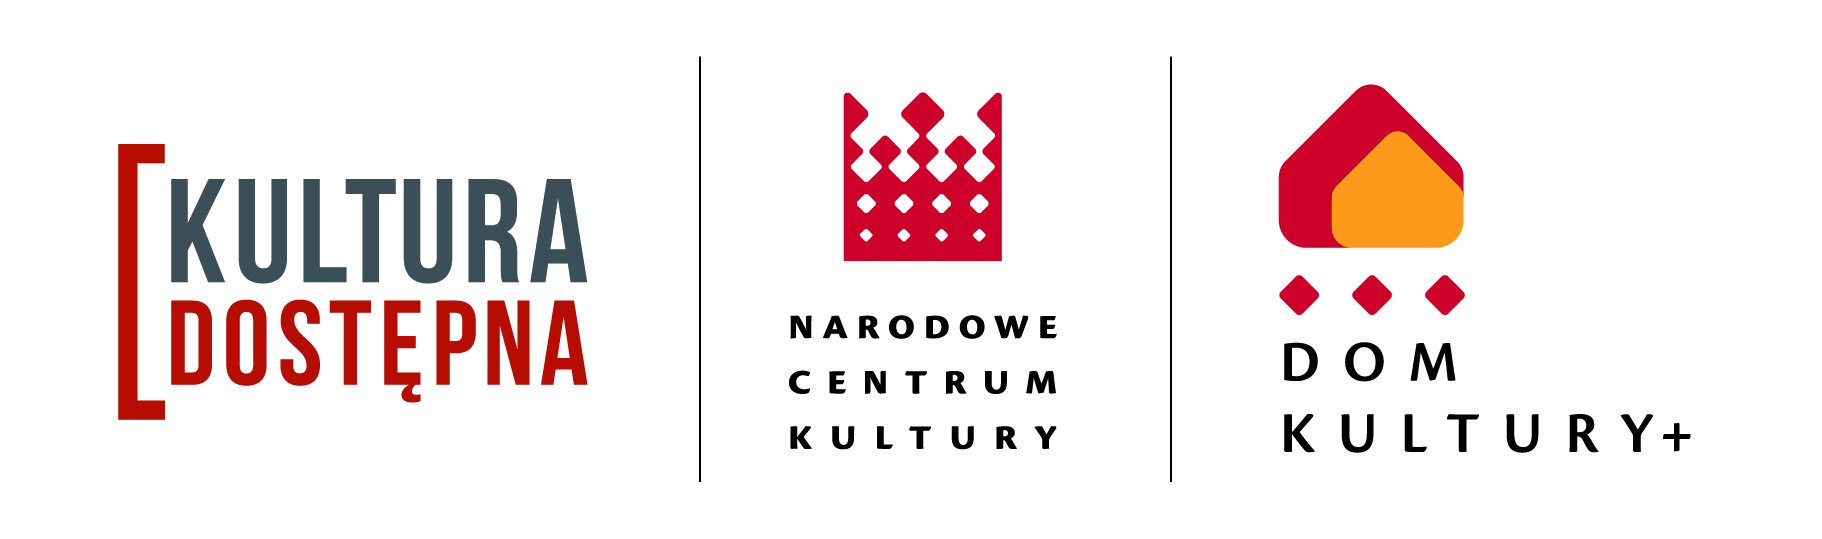 KULTURA
DOSTĘPNA
NARODOWE
CENTRUM
KULTURY
DOM
KULTURY+